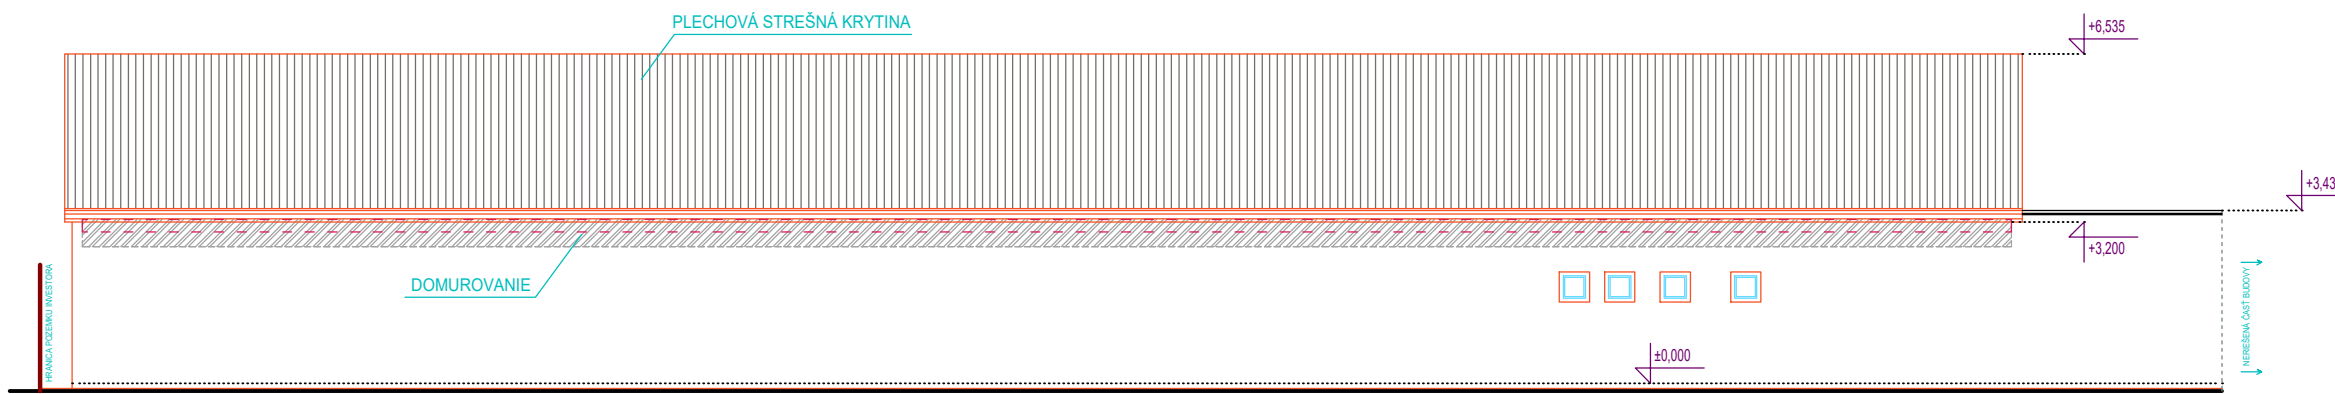 PLECHOVÁ STREŠNÁ KRYTINA
+6,535
+3,43
+3,200
DOMUROVANIE
HRANICA POZEMKU INVESTORA
NERIEŠENÁ ČASŤ BUDOVY
±0,000